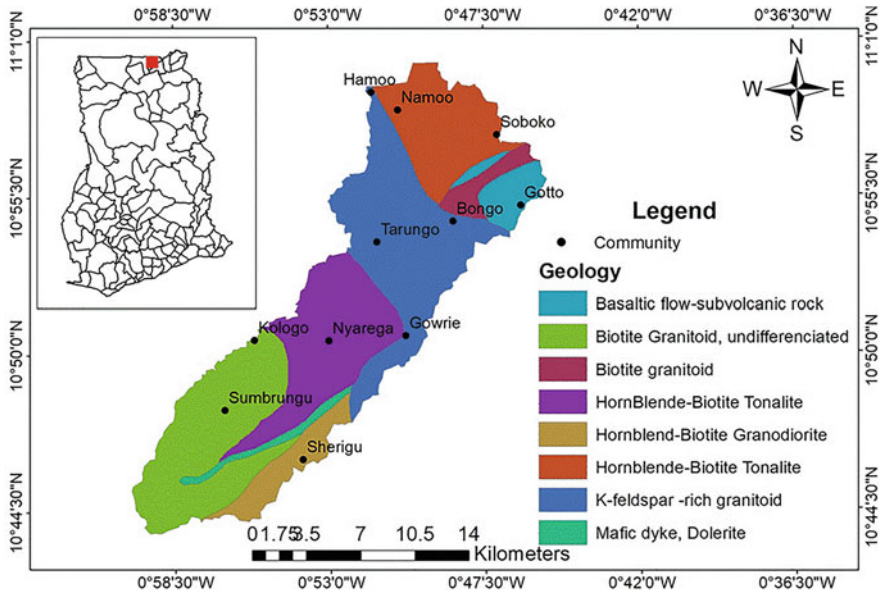 0°58'30"W 0°53'0"W 0°47'30"W 0°42'0"W 0°36'30"W
11°1'0"N
10°55'30"N
10°50'0"N
10°44'30"N
N
W E
S
Hamoo
Namoo
Soboko
Gotto
Bongo
Tarungo
Kologo
Nyarega
Gowrie
Sumbrungu
Sherigu
Legend
Community
Geology
Basaltic flow-subvolcanic rock
Biotite Granitoid, undifferenciated
Biotite granitoid
HornBlende-Biotite Tonalite
Hornblend-Biotite Granodiorite
Hornblende-Biotite Tonalite
K-feldspar -rich granitoid
Mafic dyke, Dolerite
0 1.75 3.5 7 10.5 14
Kilometers
11°1'0"N
10°55'30"N
10°50'0"N
10°44'30"N
0°58'30"W 0°53'0"W 0°47'30"W 0°42'0"W 0°36'30"W